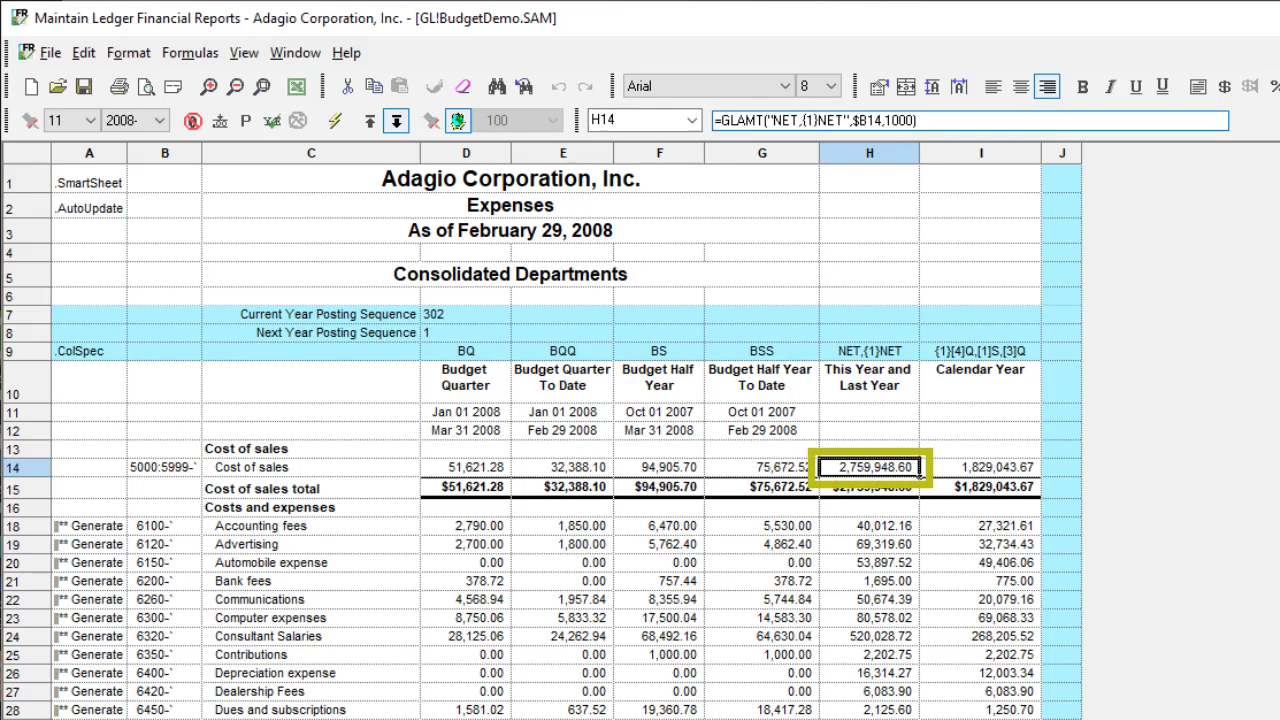 Maintain Ledger Financial Reports - Adagio Corporation, Inc. - [GL!BudgetDemo.SAM]
File Edit Format Formulas View Window Help
Arial 8 B I U U $
11 2008- P 100 H14 =GLAMT("NET,{1}NET",$B14,1000)
A B C D E F G H I J
1 .SmartSheet Adagio Corporation, Inc.
2 .AutoUpdate Expenses
3 As of February 29, 2008
4
5 Consolidated Departments
6
7 Current Year Posting Sequence 302
8 Next Year Posting Sequence 1
9 .ColSpec BQ BQQ BS BSS NET,{1}NET {1}[4]Q,[1]S,[3]Q
10 Budget Quarter Budget Quarter To Date Budget Half Year Budget Half Year To Date This Year and Last Year Calendar Year
11 Jan 01 2008 Jan 01 2008 Oct 01 2007 Oct 01 2007
12 Mar 31 2008 Feb 29 2008 Mar 31 2008 Feb 29 2008
13 Cost of sales
14 5000:5999-` Cost of sales 51,621.28 32,388.10 94,905.70 75,672.52 2,759,948.60 1,829,043.67
15 Cost of sales total $51,621.28 $32,388.10 $94,905.70 $75,672.52 $2,759,948.60 $1,829,043.67
16 Costs and expenses
18 ** Generate 6100-` Accounting fees 2,790.00 1,850.00 6,470.00 5,530.00 40,012.16 27,321.61
19 ** Generate 6120-` Advertising 2,700.00 1,800.00 5,762.40 4,862.40 69,319.60 32,734.43
20 ** Generate 6150-` Automobile expense 0.00 0.00 0.00 0.00 53,897.52 49,406.06
21 ** Generate 6200-` Bank fees 378.72 0.00 757.44 378.72 1,695.00 775.00
22 ** Generate 6260-` Communications 4,568.94 1,957.84 8,355.94 5,744.84 50,674.39 20,079.16
23 ** Generate 6300-` Computer expenses 8,750.06 5,833.32 17,500.04 14,583.30 80,578.02 69,068.33
24 ** Generate 6320-` Consultant Salaries 28,125.06 24,262.94 68,492.16 64,630.04 520,028.72 268,205.52
25 ** Generate 6350-` Contributions 0.00 0.00 1,000.00 1,000.00 2,202.75 2,202.75
26 ** Generate 6400-` Depreciation expense 0.00 0.00 0.00 0.00 16,314.27 12,003.34
27 ** Generate 6420-` Dealership Fees 0.00 0.00 0.00 0.00 6,083.90 6,083.90
28 ** Generate 6450-` Dues and subscriptions 1,581.02 637.52 19,360.78 18,417.28 2,125.60 1,250.70